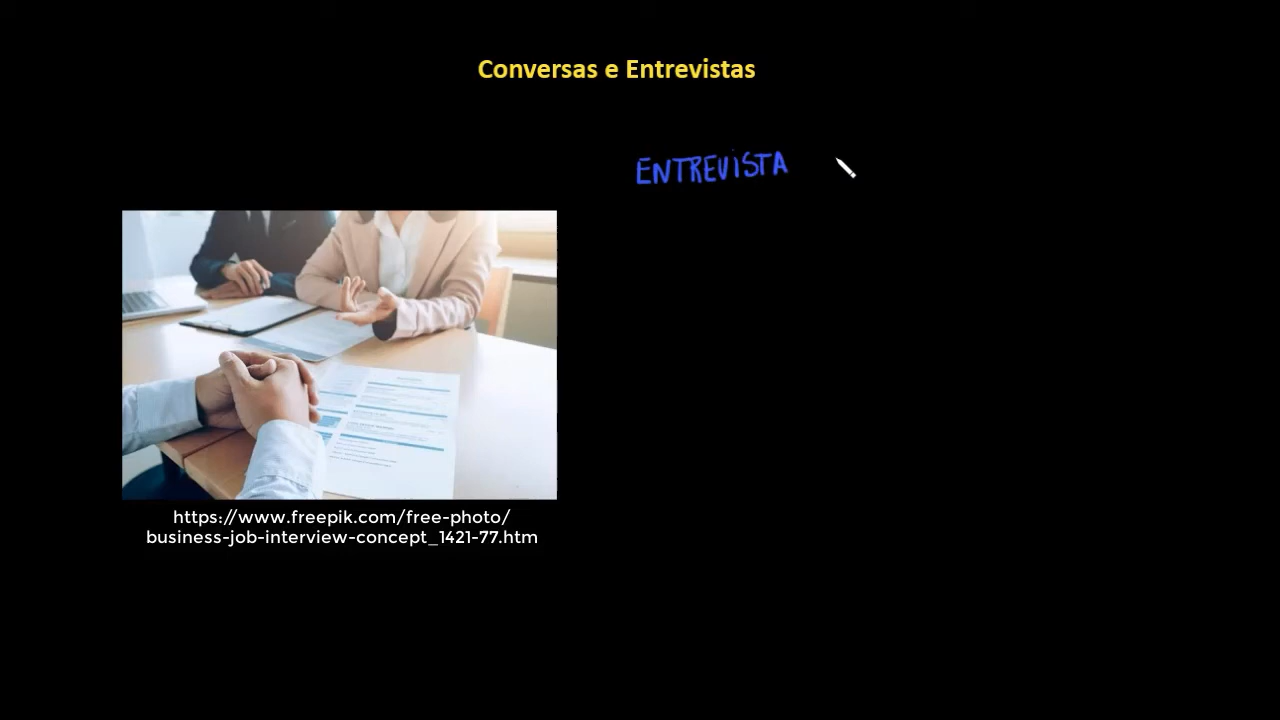 Conversas e Entrevistas
ENTREVISTA
https://www.freepik.com/free-photo/
business-job-interview-concept_1421-77.htm